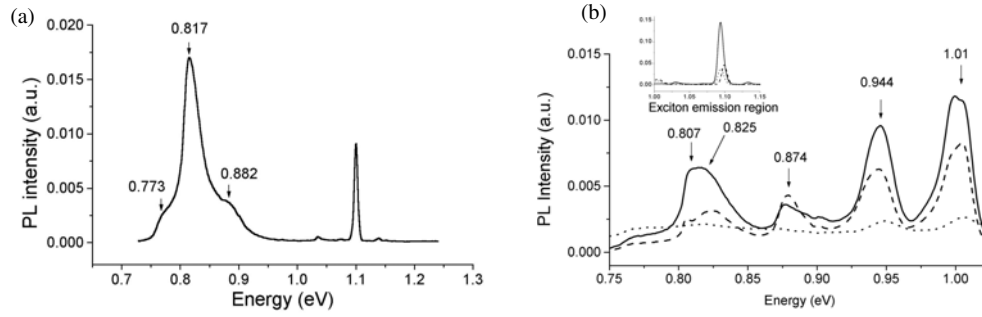 (a)
0.020
0.015
0.010
0.005
0.000
PL intensity (a.u.)
0.817
0.773
0.882
0.7 0.8 0.9 1.0 1.1 1.2 1.3
Energy (eV)
(b)
0.015
0.010
0.005
0.000
PL Intensity (a.u.)
0.15
0.10
0.05
0.00
1.00 1.05 1.10 1.15
Exciton emission region
1.01
0.944
0.807
0.825
0.874
0.75 0.80 0.85 0.90 0.95 1.00
Energy (eV)